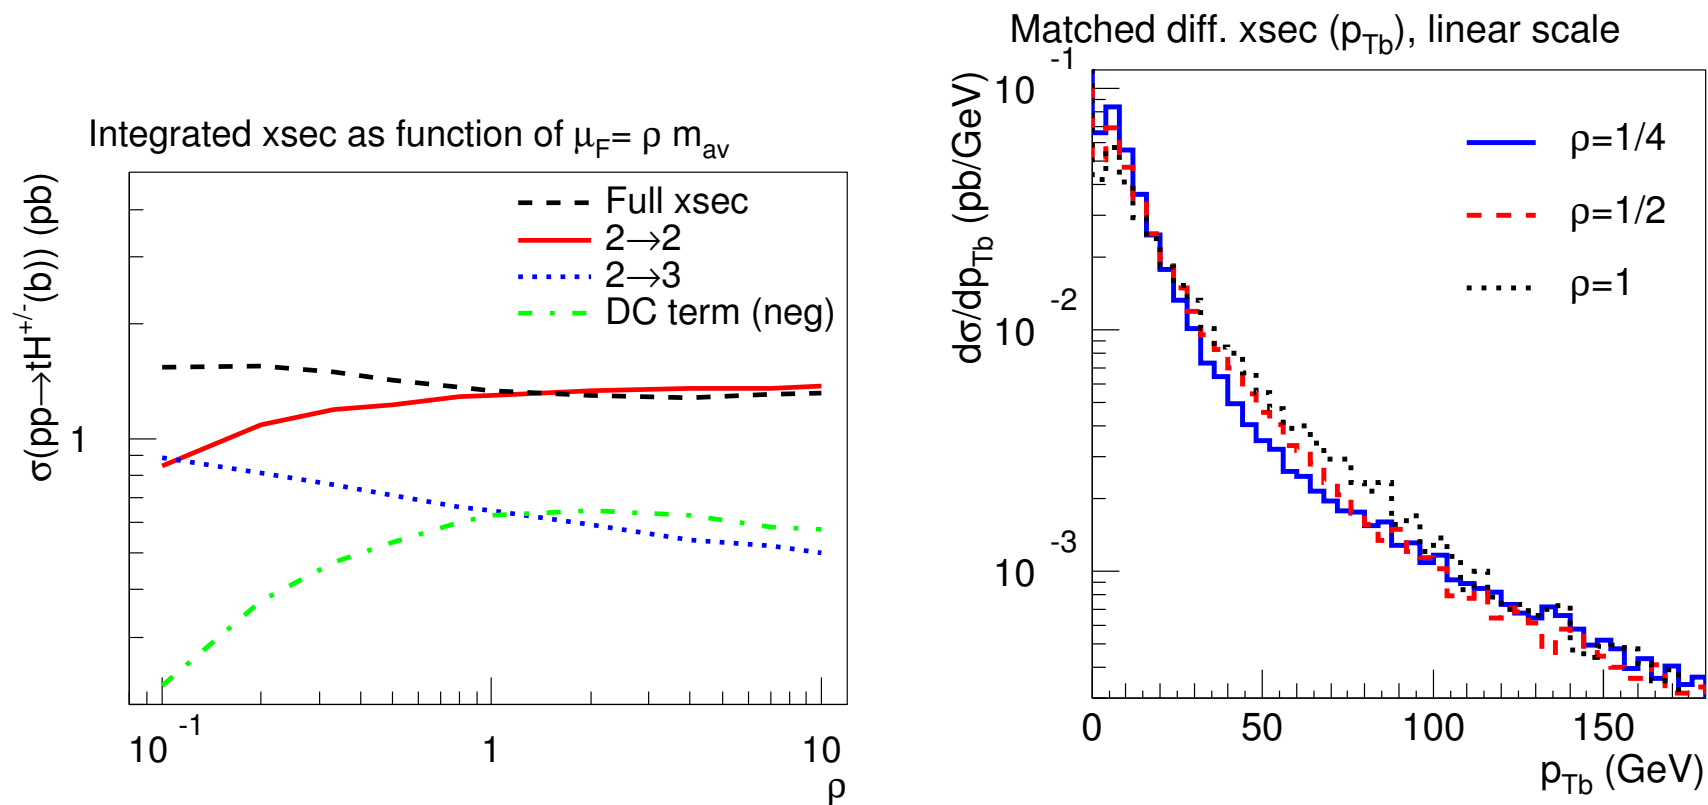 Integrated xsec as function of μ_F= ρ m_av
σ(pp→tH^+/-(b)) (pb)
Full xsec
2→2
2→3
DC term (neg)
1
10^-1
1
10
ρ
Matched diff. xsec (p_Tb), linear scale
dσ/dp_Tb (pb/GeV)
10^-1
10^-2
10^-3
ρ=1/4
ρ=1/2
ρ=1
0
50
100
150
p_Tb (GeV)